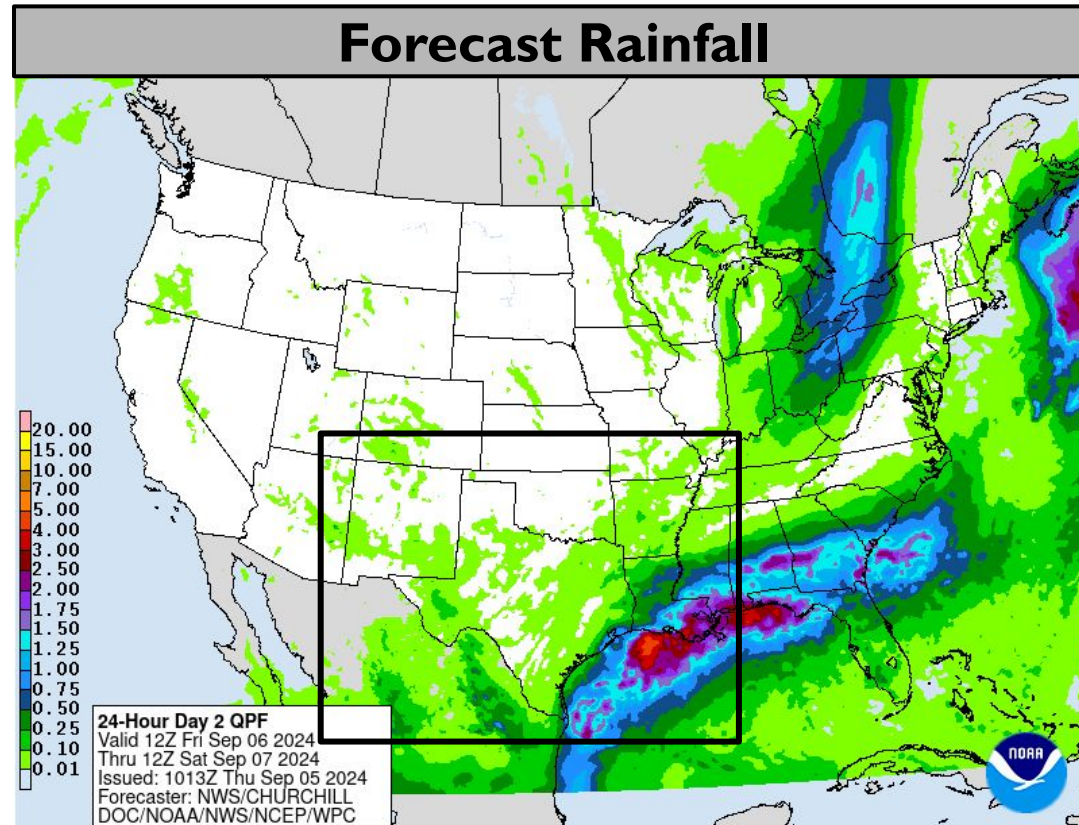 Forecast Rainfall
20.00
15.00
10.00
7.00
5.00
4.00
3.00
2.50
2.00
1.75
1.50
1.25
1.00
0.75
0.50
0.25
0.10
0.01
24-Hour Day 2 QPF
Valid 12Z Fri Sep 06 2024
Thru 12Z Sat Sep 07 2024
Issued: 1013Z Thu Sep 05 2024
Forecaster: NWS/CHURCHILL
DOC/NOAA/NWS/NCEP/WPC
NOAA